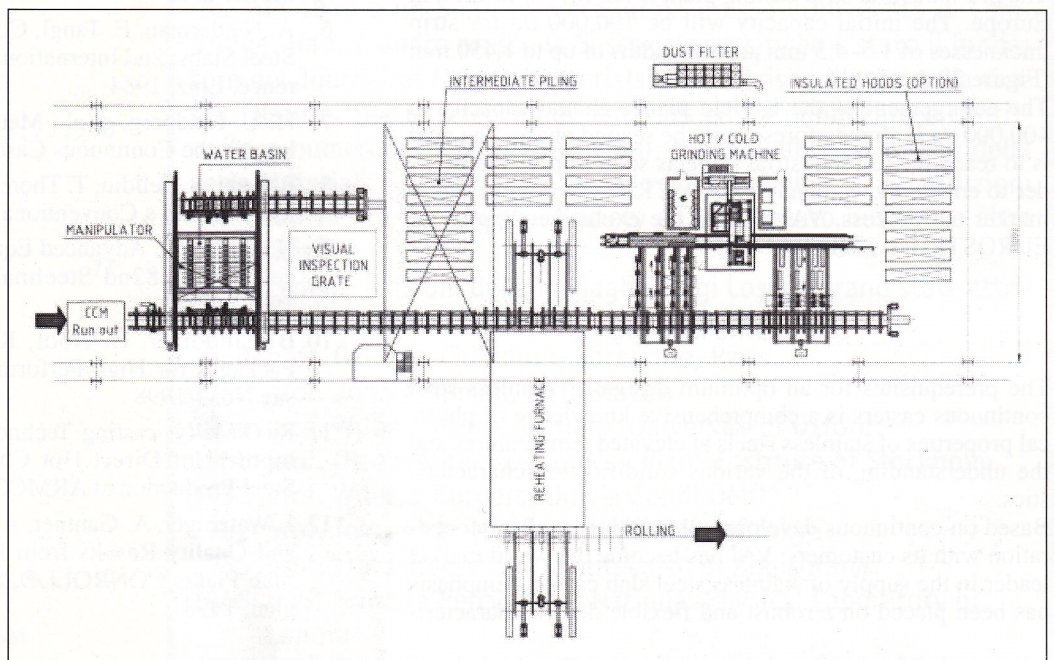 DUST FILTER
INTERMEDIATE PILING
INSULATED HOODS (OPTION)
WATER BASIN
HOT / COLD
GRINDING MACHINE
MANIPULATOR
VISUAL
INSPECTION
GRATE
CCM
Run out
REHEATING FURNACE
ROLLING